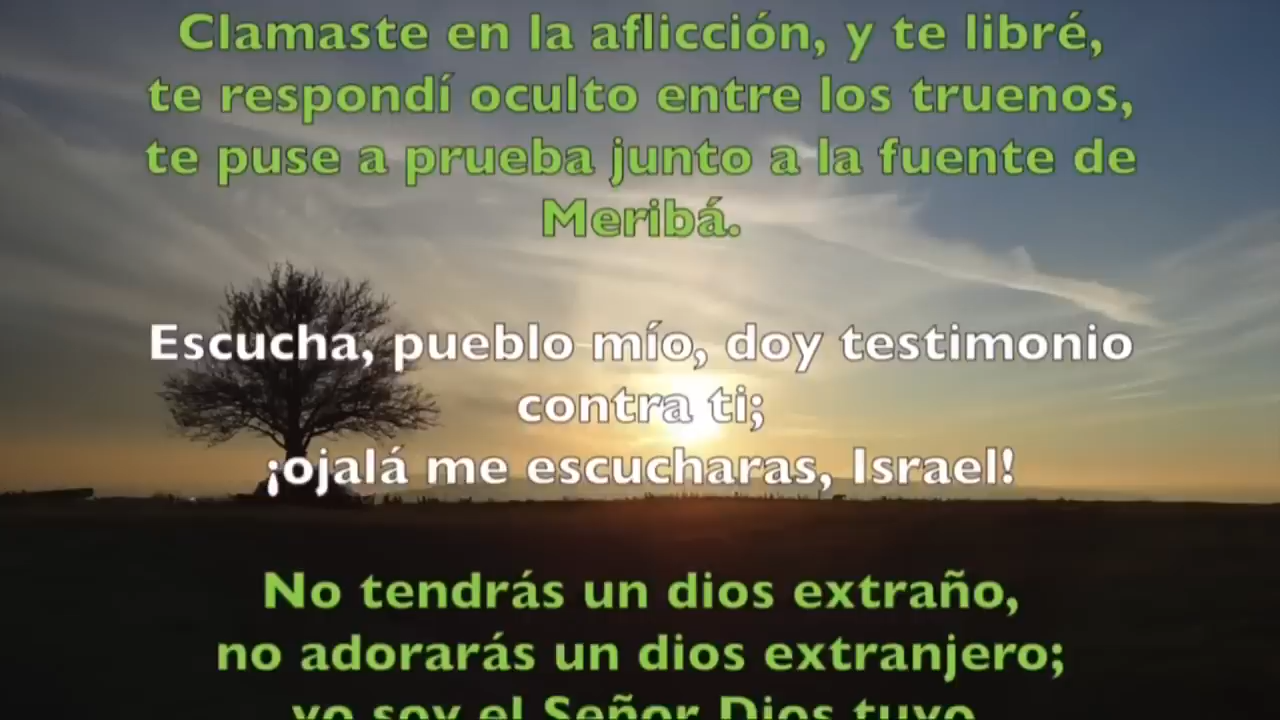 Clamaste en la aflicción, y te libré,
te respondí oculto entre los truenos,
te puse a prueba junto a la fuente de
Meribá.
Escucha, pueblo mío, doy testimonio
contra ti;
¡ojalá me escucharas, Israel!
No tendrás un dios extraño,
no adorarás un dios extranjero;
yo soy el Señor Dios tuyo